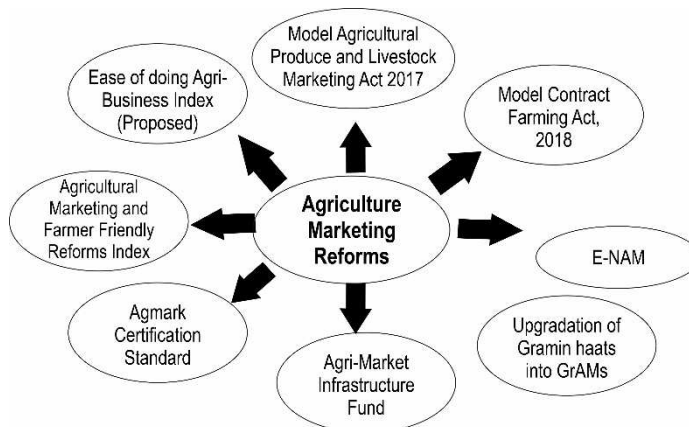 Model Agricultural
Produce and Livestock
Marketing Act 2017
Ease of doing Agri-
Business Index
(Proposed)
Model Contract
Farming Act,
2018
Agricultural
Marketing and
Farmer Friendly
Reforms Index
Agriculture
Marketing
Reforms
E-NAM
Agmark
Certification
Standard
Agri-Market
Infrastructure
Fund
Upgradation of
Gramin haats
into GrAMs